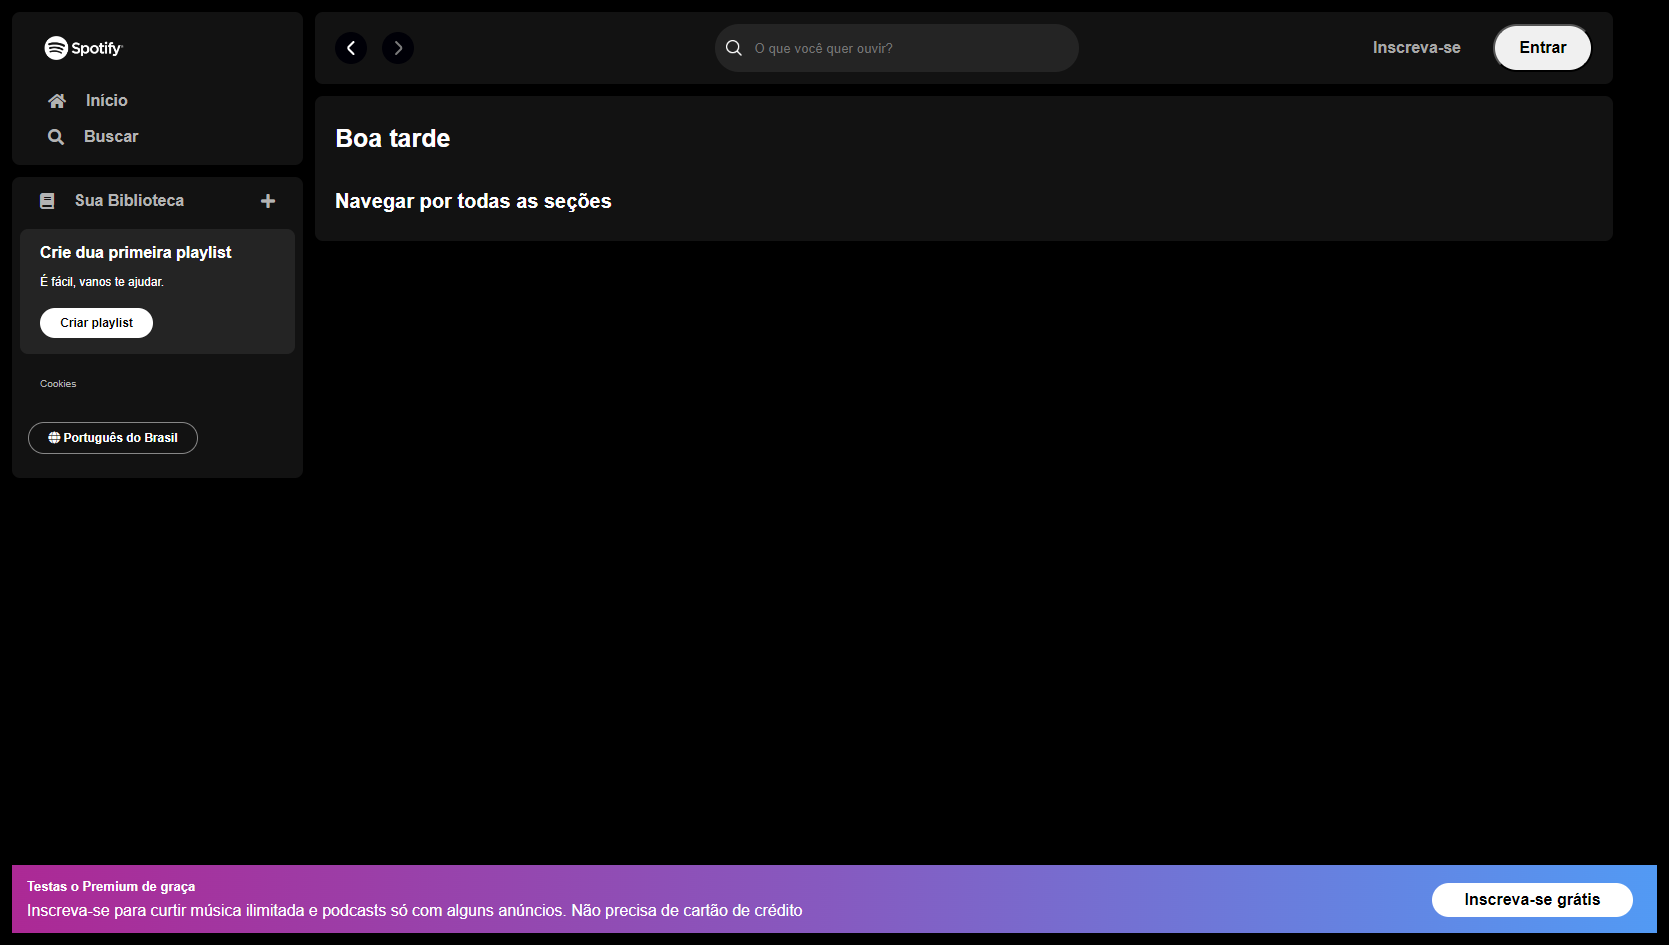 Spotify
Início
Buscar
Sua Biblioteca
Crie dua primeira playlist
É fácil, vanos te ajudar.
Criar playlist
Cookies
Português do Brasil
O que você quer ouvir?
Inscreva-se
Entrar
Boa tarde
Navegar por todas as seções
Testas o Premium de graça
Inscreva-se para curtir música ilimitada e podcasts só com alguns anúncios. Não precisa de cartão de crédito
Inscreva-se grátis